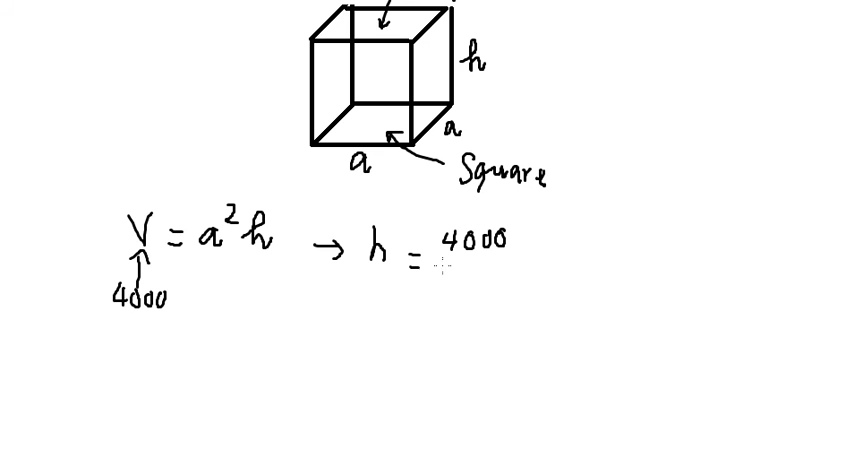 h
a
a
Square
V = a²h → h = 4000
4000